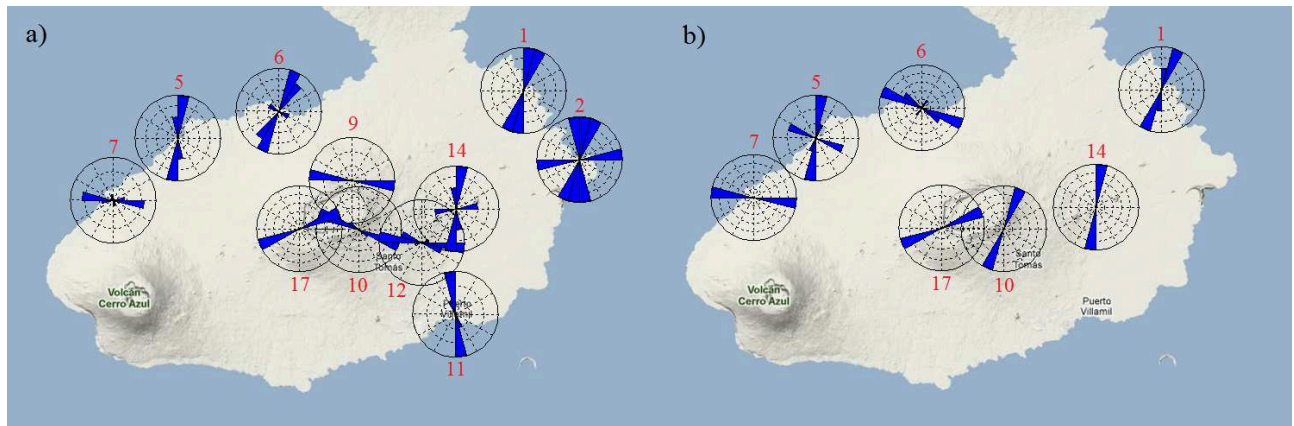 a)
1
6
5
2
9
7
14
17
10
12
Santo
Tomás
Volcán
Cerro Azul
Puerto
Villamil
11
b)
1
6
5
7
14
17
10
Santo
Tomás
Volcán
Cerro Azul
Puerto
Villamil